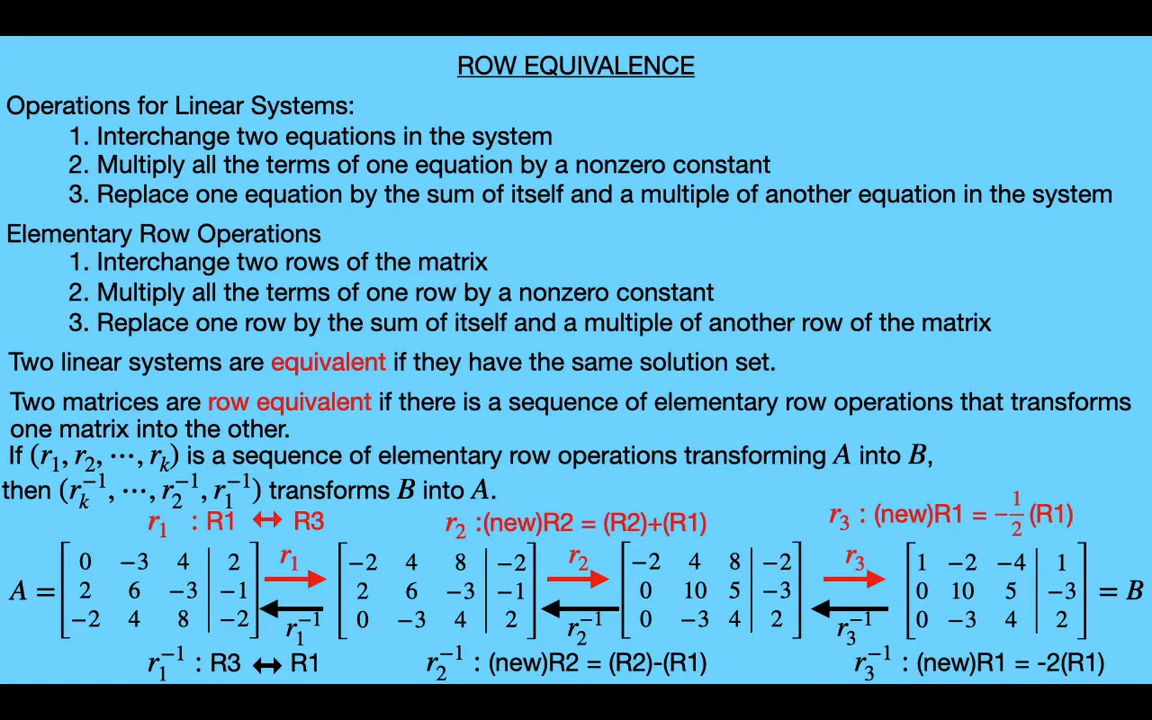 ROW EQUIVALENCE
Operations for Linear Systems:
1. Interchange two equations in the system
2. Multiply all the terms of one equation by a nonzero constant
3. Replace one equation by the sum of itself and a multiple of another equation in the system
Elementary Row Operations
1. Interchange two rows of the matrix
2. Multiply all the terms of one row by a nonzero constant
3. Replace one row by the sum of itself and a multiple of another row of the matrix
Two linear systems are equivalent if they have the same solution set.
Two matrices are row equivalent if there is a sequence of elementary row operations that transforms
one matrix into the other.
If (r₁, r₂, ⋯, rₖ) is a sequence of elementary row operations transforming A into B,
then (rₖ⁻¹, ⋯, r₂⁻¹, r₁⁻¹) transforms B into A.
r₁ : R1 ↔ R3 r₂ :(new)R2 = (R2)+(R1) r₃ : (new)R1 = −1/2 (R1)
A = [0 −3 4 | 2] r₁ [−2 4 8 | −2] r₂ [−2 4 8 | −2] r₃ [1 −2 −4 | 1] = B
[2 6 −3 | −1] [2 6 −3 | −1] [0 10 5 | −3] [0 10 5 | −3]
[−2 4 8 | −2] r₁⁻¹ [0 −3 4 | 2] r₂⁻¹ [0 −3 4 | 2] r₃⁻¹ [0 −3 4 | 2]
r₁⁻¹ : R3 ↔ R1 r₂⁻¹ : (new)R2 = (R2)-(R1) r₃⁻¹ : (new)R1 = -2(R1)